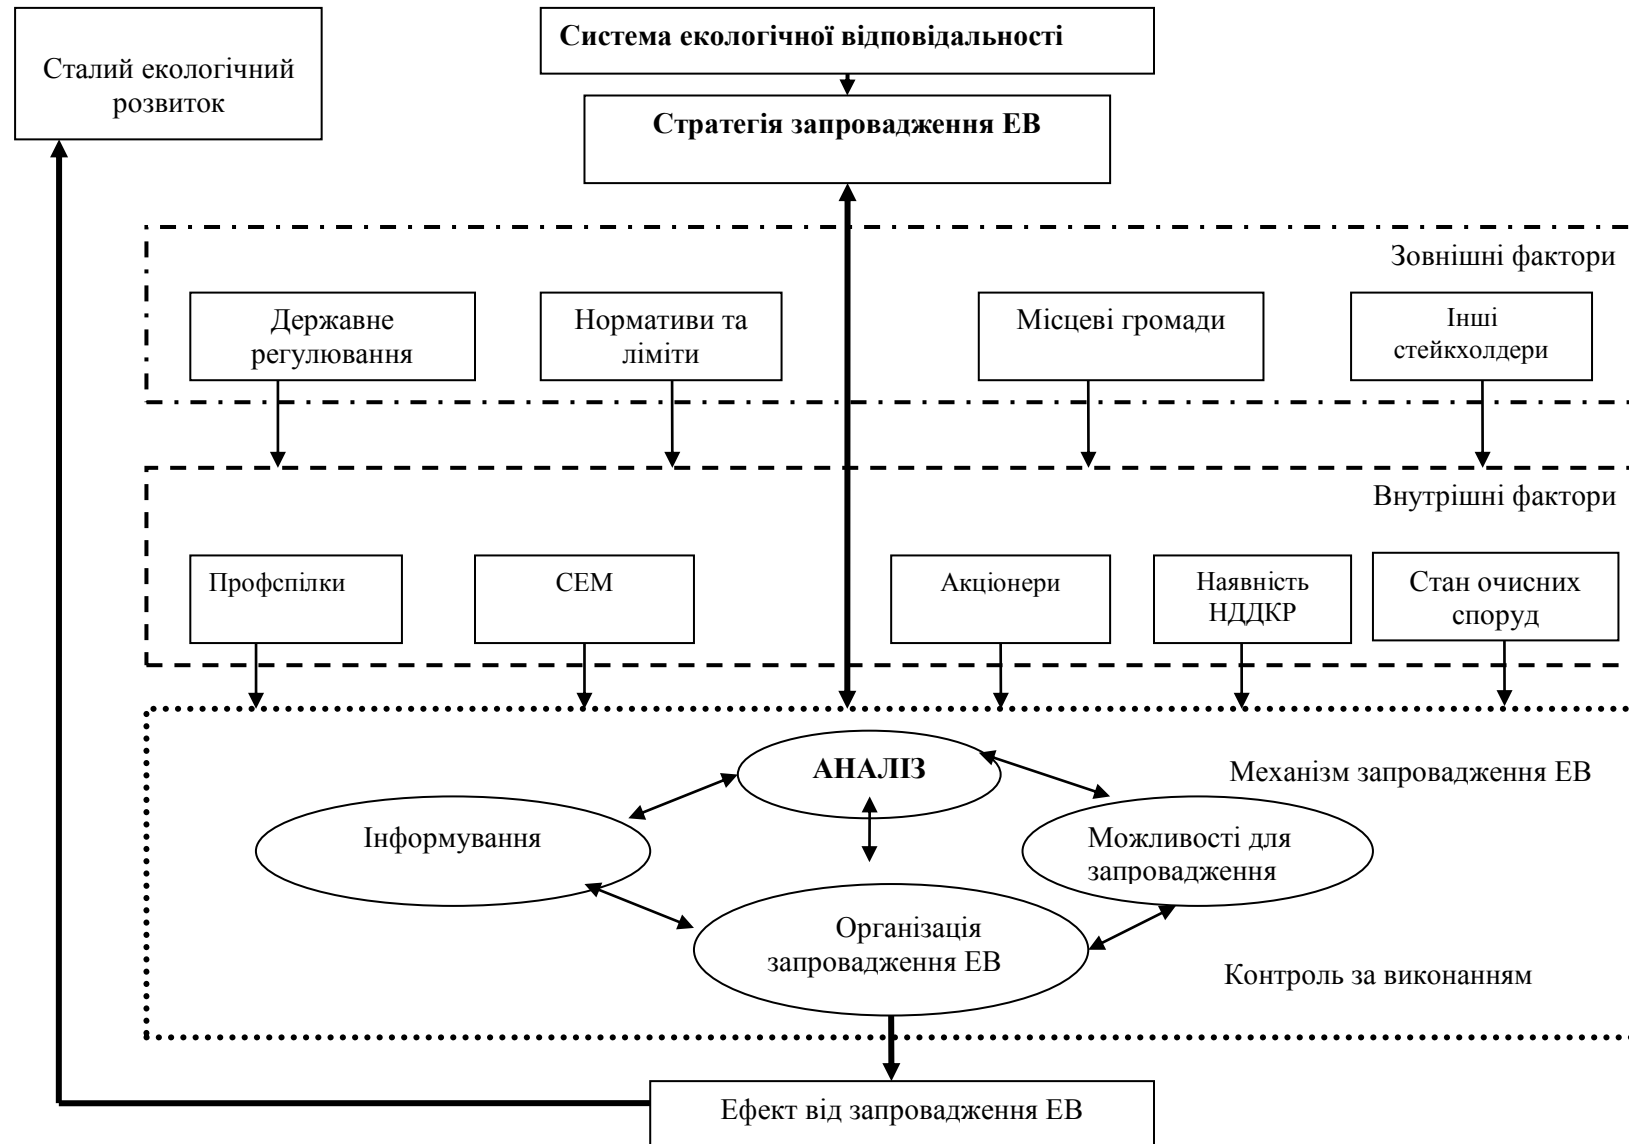 Система екологічної відповідальності
Сталий екологічний
розвиток
Стратегія запровадження ЕВ
Зовнішні фактори
Державне
регулювання
Нормативи та
ліміти
Місцеві громади
Інші
стейкхолдери
Внутрішні фактори
Профспілки
СЕМ
Акціонери
Наявність
НДДКР
Стан очисних
споруд
АНАЛІЗ
Механізм запровадження ЕВ
Інформування
Можливості для
запровадження
Організація
запровадження ЕВ
Контроль за виконанням
Ефект від запровадження ЕВ